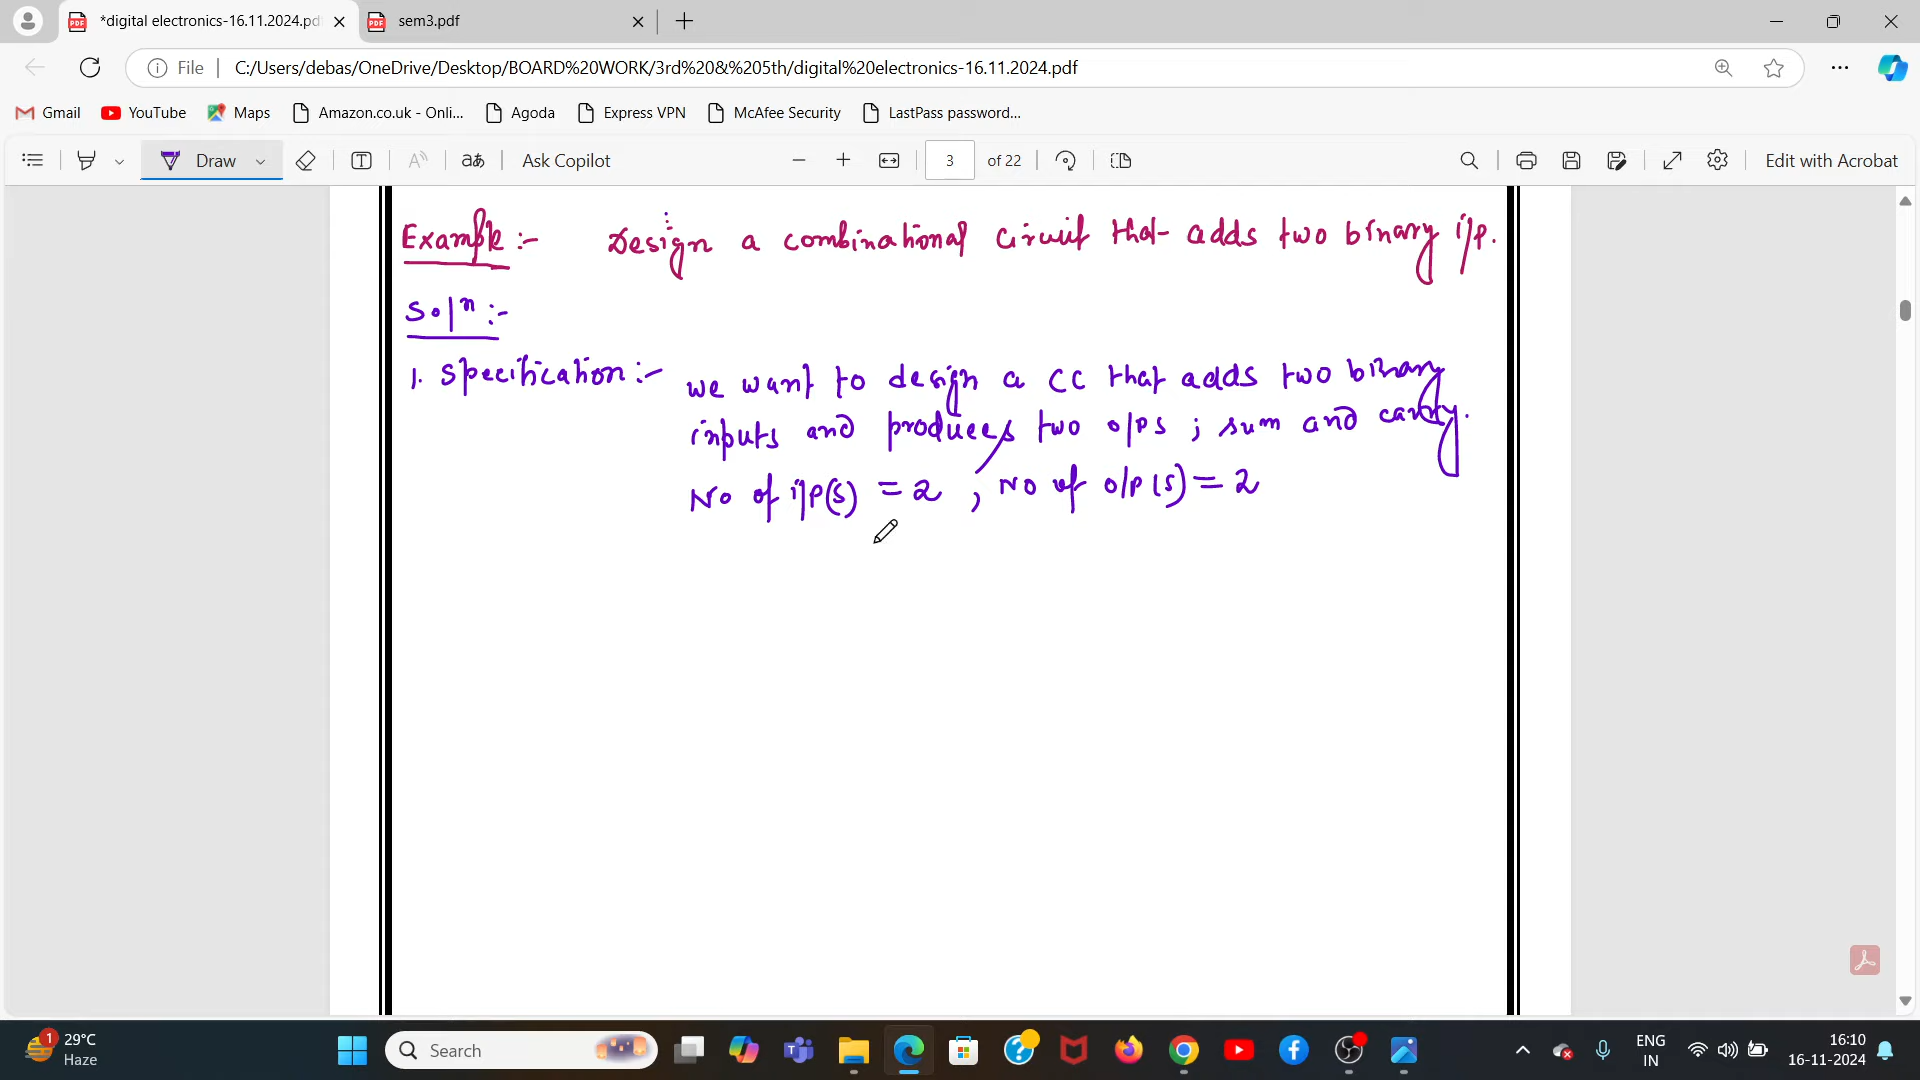 *digital electronics-16.11.2024.pd
sem3.pdf
File
C:/Users/debas/OneDrive/Desktop/BOARD%20WORK/3rd%20&%205th/digital%20electronics-16.11.2024.pdf
Gmail YouTube Maps Amazon.co.uk - Onli... Agoda Express VPN McAfee Security LastPass password...
Draw T A aあ Ask Copilot 3 of 22 Edit with Acrobat
Example :- Design a combinational circuit that adds two binary i/p.
Solⁿ :-
1. Specification :- we want to design a CC that adds two binary
inputs and produces two o/ps ; sum and carry.
No of i/p(s) = 2 , No of o/p(s) = 2
1 29°C
Haze
Search
ENG
IN
16:10
16-11-2024